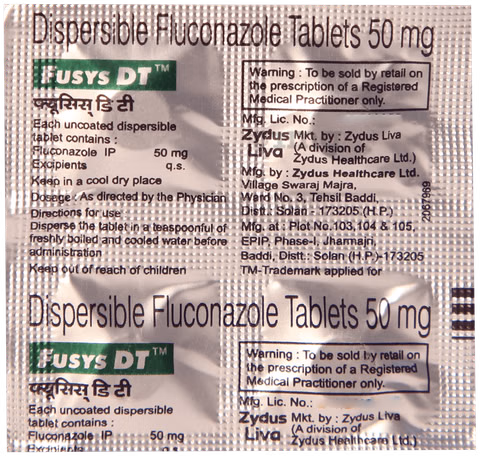 Dispersible Fluconazole Tablets 50 mg
FUSYS DT™
फ्यूसिस् डि टी
Each uncoated dispersible
tablet contains :
Fluconazole IP 50 mg
Excipients q.s.
Keep in a cool dry place
Dosage : As directed by the Physician
Directions for use :
Disperse the tablet in a teaspoonful of
freshly boiled and cooled water before
administration
Keep out of reach of children
Warning : To be sold by retail on
the prescription of a Registered
Medical Practitioner only.
Mfg. Lic. No.:
Zydus Liva
Mkt. by : Zydus Liva
(A division of
Zydus Healthcare Ltd.)
Mfg. by : Zydus Healthcare Ltd.
Village Swaraj Majra,
Ward No. 3, Tehsil Baddi,
Distt.: Solan - 173205 (H.P.)
Mfg. at : Plot No.103,104 & 105,
EPIP, Phase-I, Jharmajri,
Baddi, Distt.: Solan (H.P.)-173205
TM-Trademark applied for
2067969
Dispersible Fluconazole Tablets 50 mg
FUSYS DT™
फ्यूसिस् डि टी
Each uncoated dispersible
tablet contains :
Fluconazole IP 50 mg
Excipients q.s.
Warning : To be sold by retail on
the prescription of a Registered
Medical Practitioner only.
Mfg. Lic. No.:
Zydus Liva
Mkt. by : Zydus Liva
(A division of
Zydus Healthcare Ltd.)